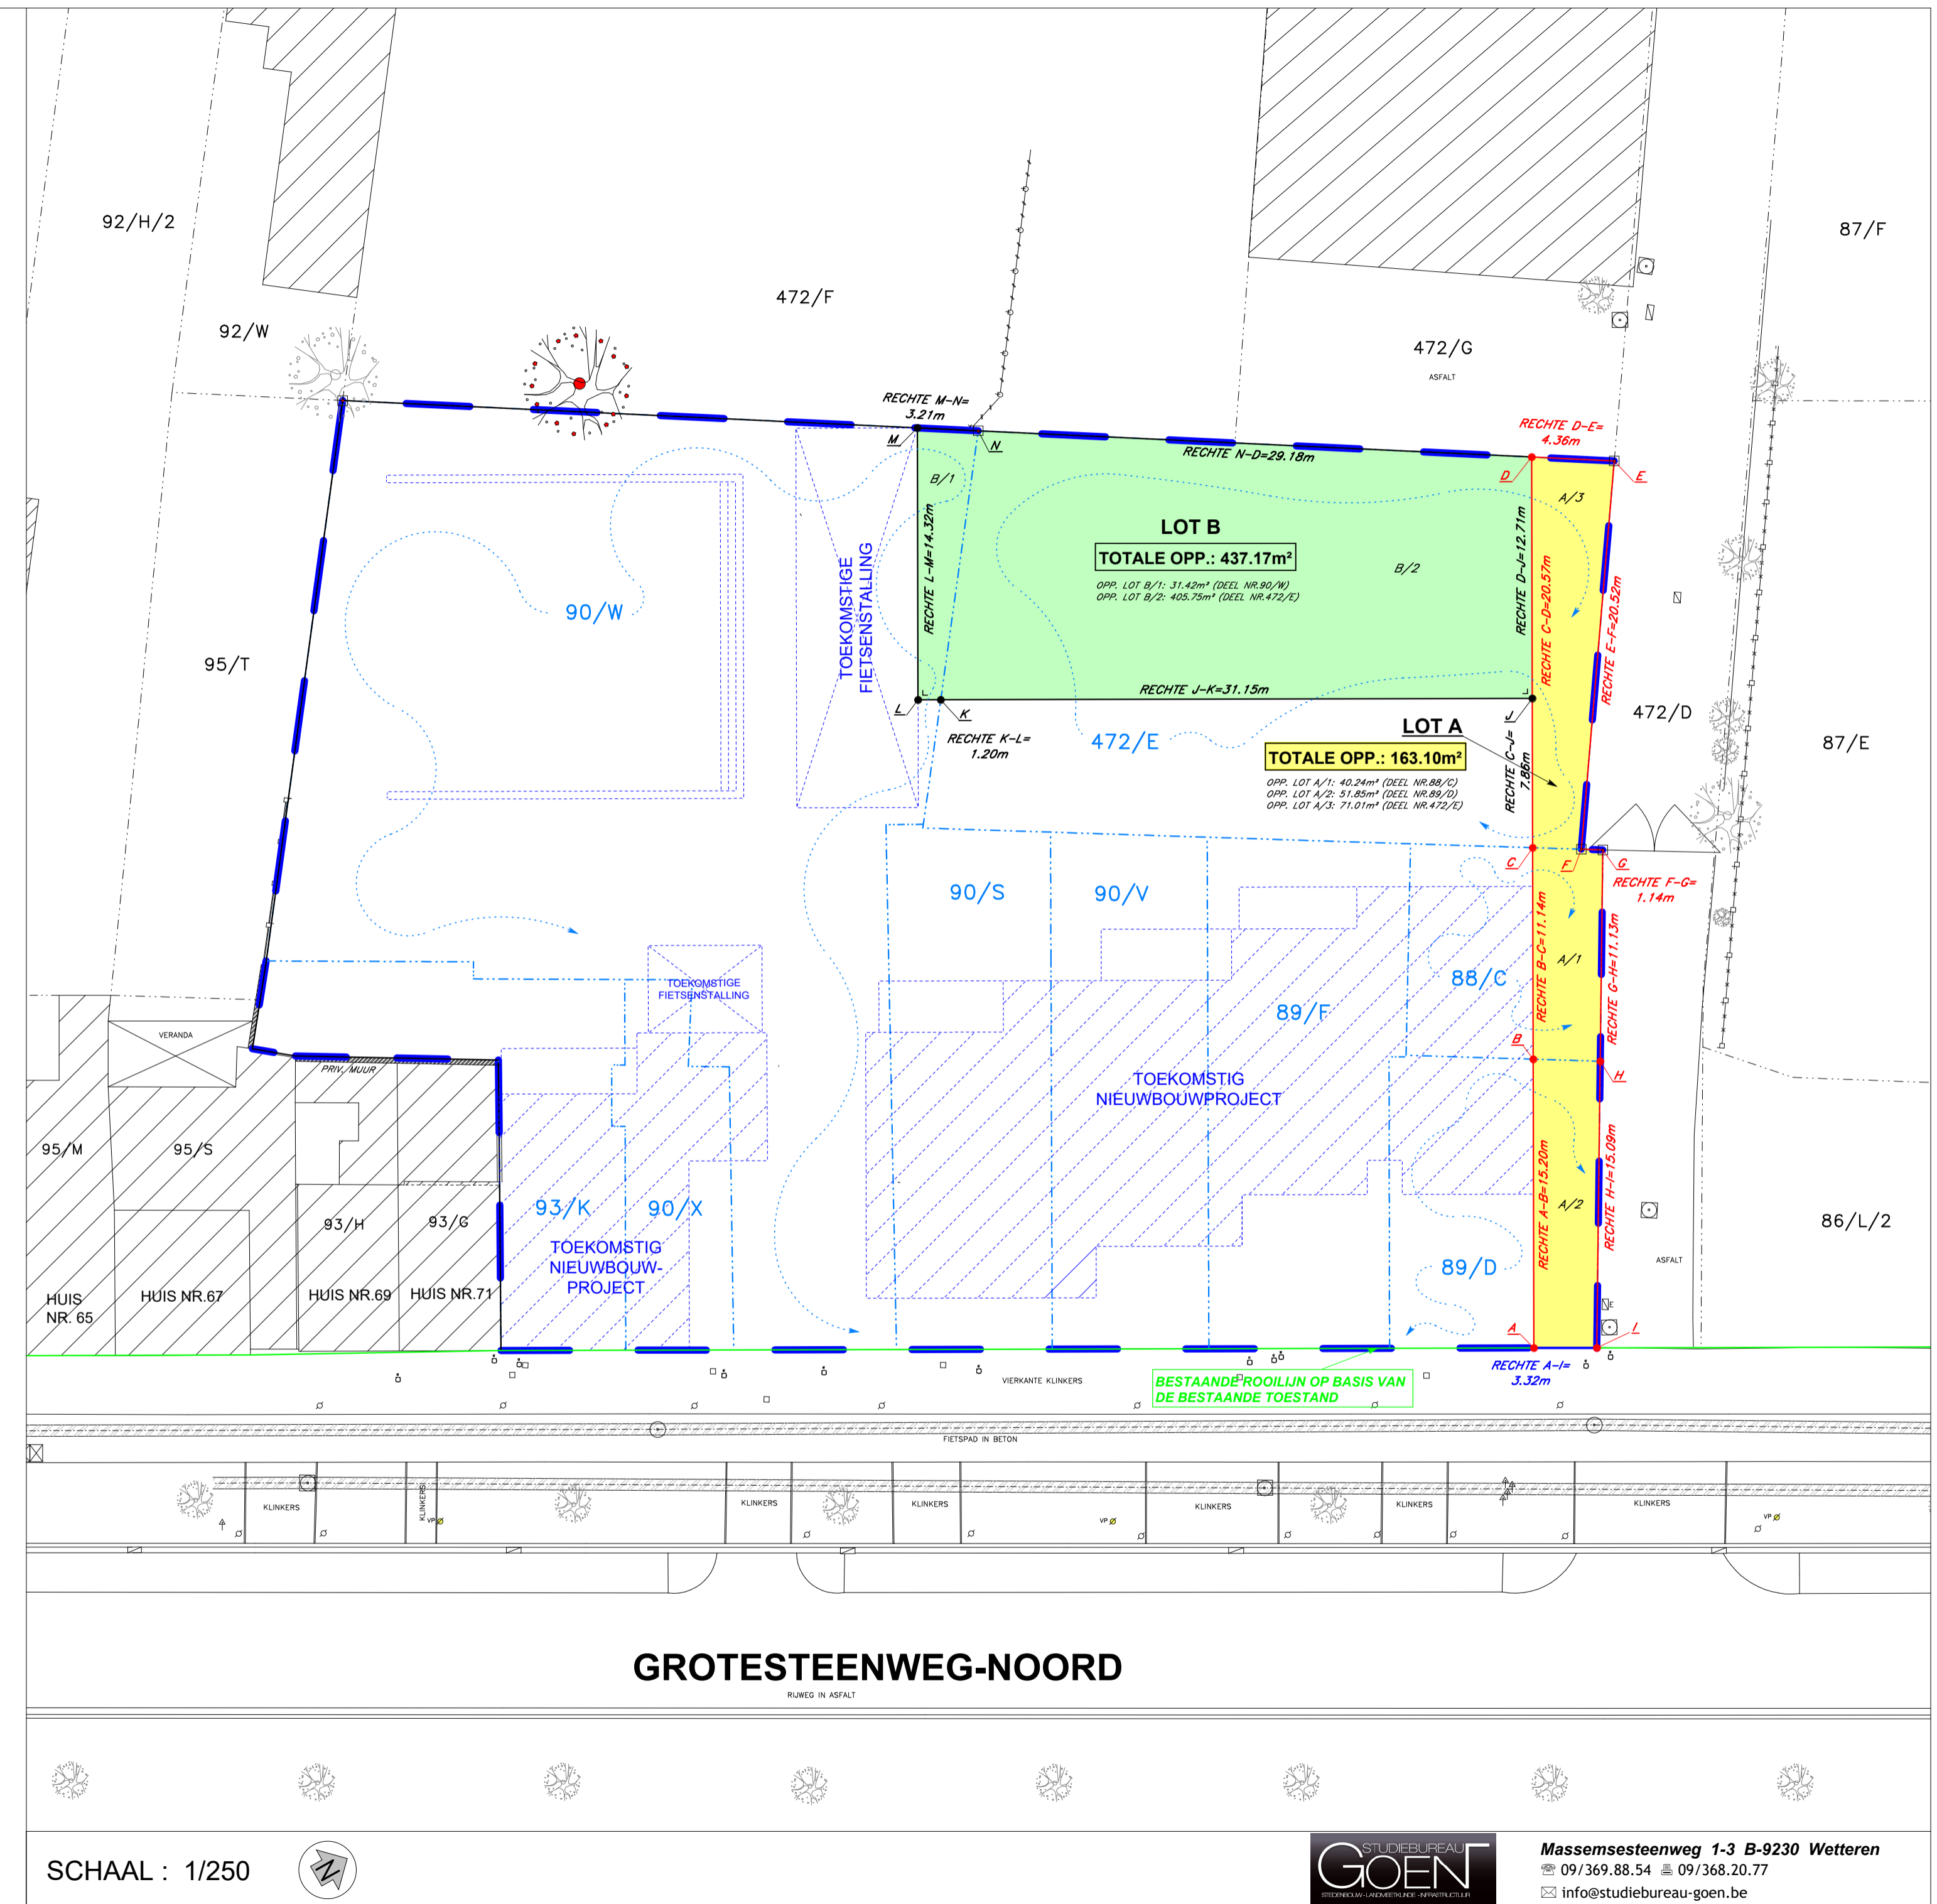 92/H/2
87/F
472/F
92/W
472/G
ASFALT
RECHTE M-N=
3.21m
M
N
RECHTE D-E=
4.36m
RECHTE N-D=29.18m
D
E
B/1
A/3
LOT B
TOTALE OPP.: 437.17m²
OPP. LOT B/1: 31.42m² (DEEL NR.90/W)
OPP. LOT B/2: 405.75m² (DEEL NR.472/E)
B/2
RECHTE L-M=14.32m
RECHTE D-J=12.71m
RECHTE C-D=20.57m
RECHTE E-F=20.52m
90/W
TOEKOMSTIGE
FIETSENSTALLING
95/T
RECHTE J-K=31.15m
L
K
J
RECHTE K-L=
1.20m
472/E
LOT A
TOTALE OPP.: 163.10m²
OPP. LOT A/1: 40.24m² (DEEL NR.88/C)
OPP. LOT A/2: 51.85m² (DEEL NR.89/D)
OPP. LOT A/3: 71.01m² (DEEL NR.472/E)
RECHTE C-J=
7.86m
472/D
87/E
C
F
G
RECHTE F-G=
1.14m
90/S
90/V
88/C
89/F
RECHTE B-C=11.14m
A/1
RECHTE G-H=11.13m
TOEKOMSTIGE
FIETSENSTALLING
VERANDA
PRIV. MUUR
B
H
TOEKOMSTIG
NIEUWBOUWPROJECT
95/M
95/S
93/H
93/G
93/K
90/X
RECHTE A-B=15.20m
A/2
RECHTE H-I=15.09m
86/L/2
TOEKOMSTIG
NIEUWBOUW-
PROJECT
89/D
ASFALT
HUIS
NR. 65
HUIS NR.67
HUIS NR.69
HUIS NR.71
E
A
I
RECHTE A-I=
3.32m
VIERKANTE KLINKERS
BESTAANDE ROOILIJN OP BASIS VAN
DE BESTAANDE TOESTAND
FIETSPAD IN BETON
KLINKERS
KLINKERS
KLINKERS
KLINKERS
KLINKERS
KLINKERS
KLINKERS
VP
VP
VP
GROTESTEENWEG-NOORD
RIJWEG IN ASFALT
SCHAAL : 1/250
N
STUDIEBUREAU
GOEN
STEDENBOUW - LANDMEETKUNDE - INFRASTRUCTUUR
Massemsesteenweg 1-3 B-9230 Wetteren
09/369.88.54 09/368.20.77
info@studiebureau-goen.be